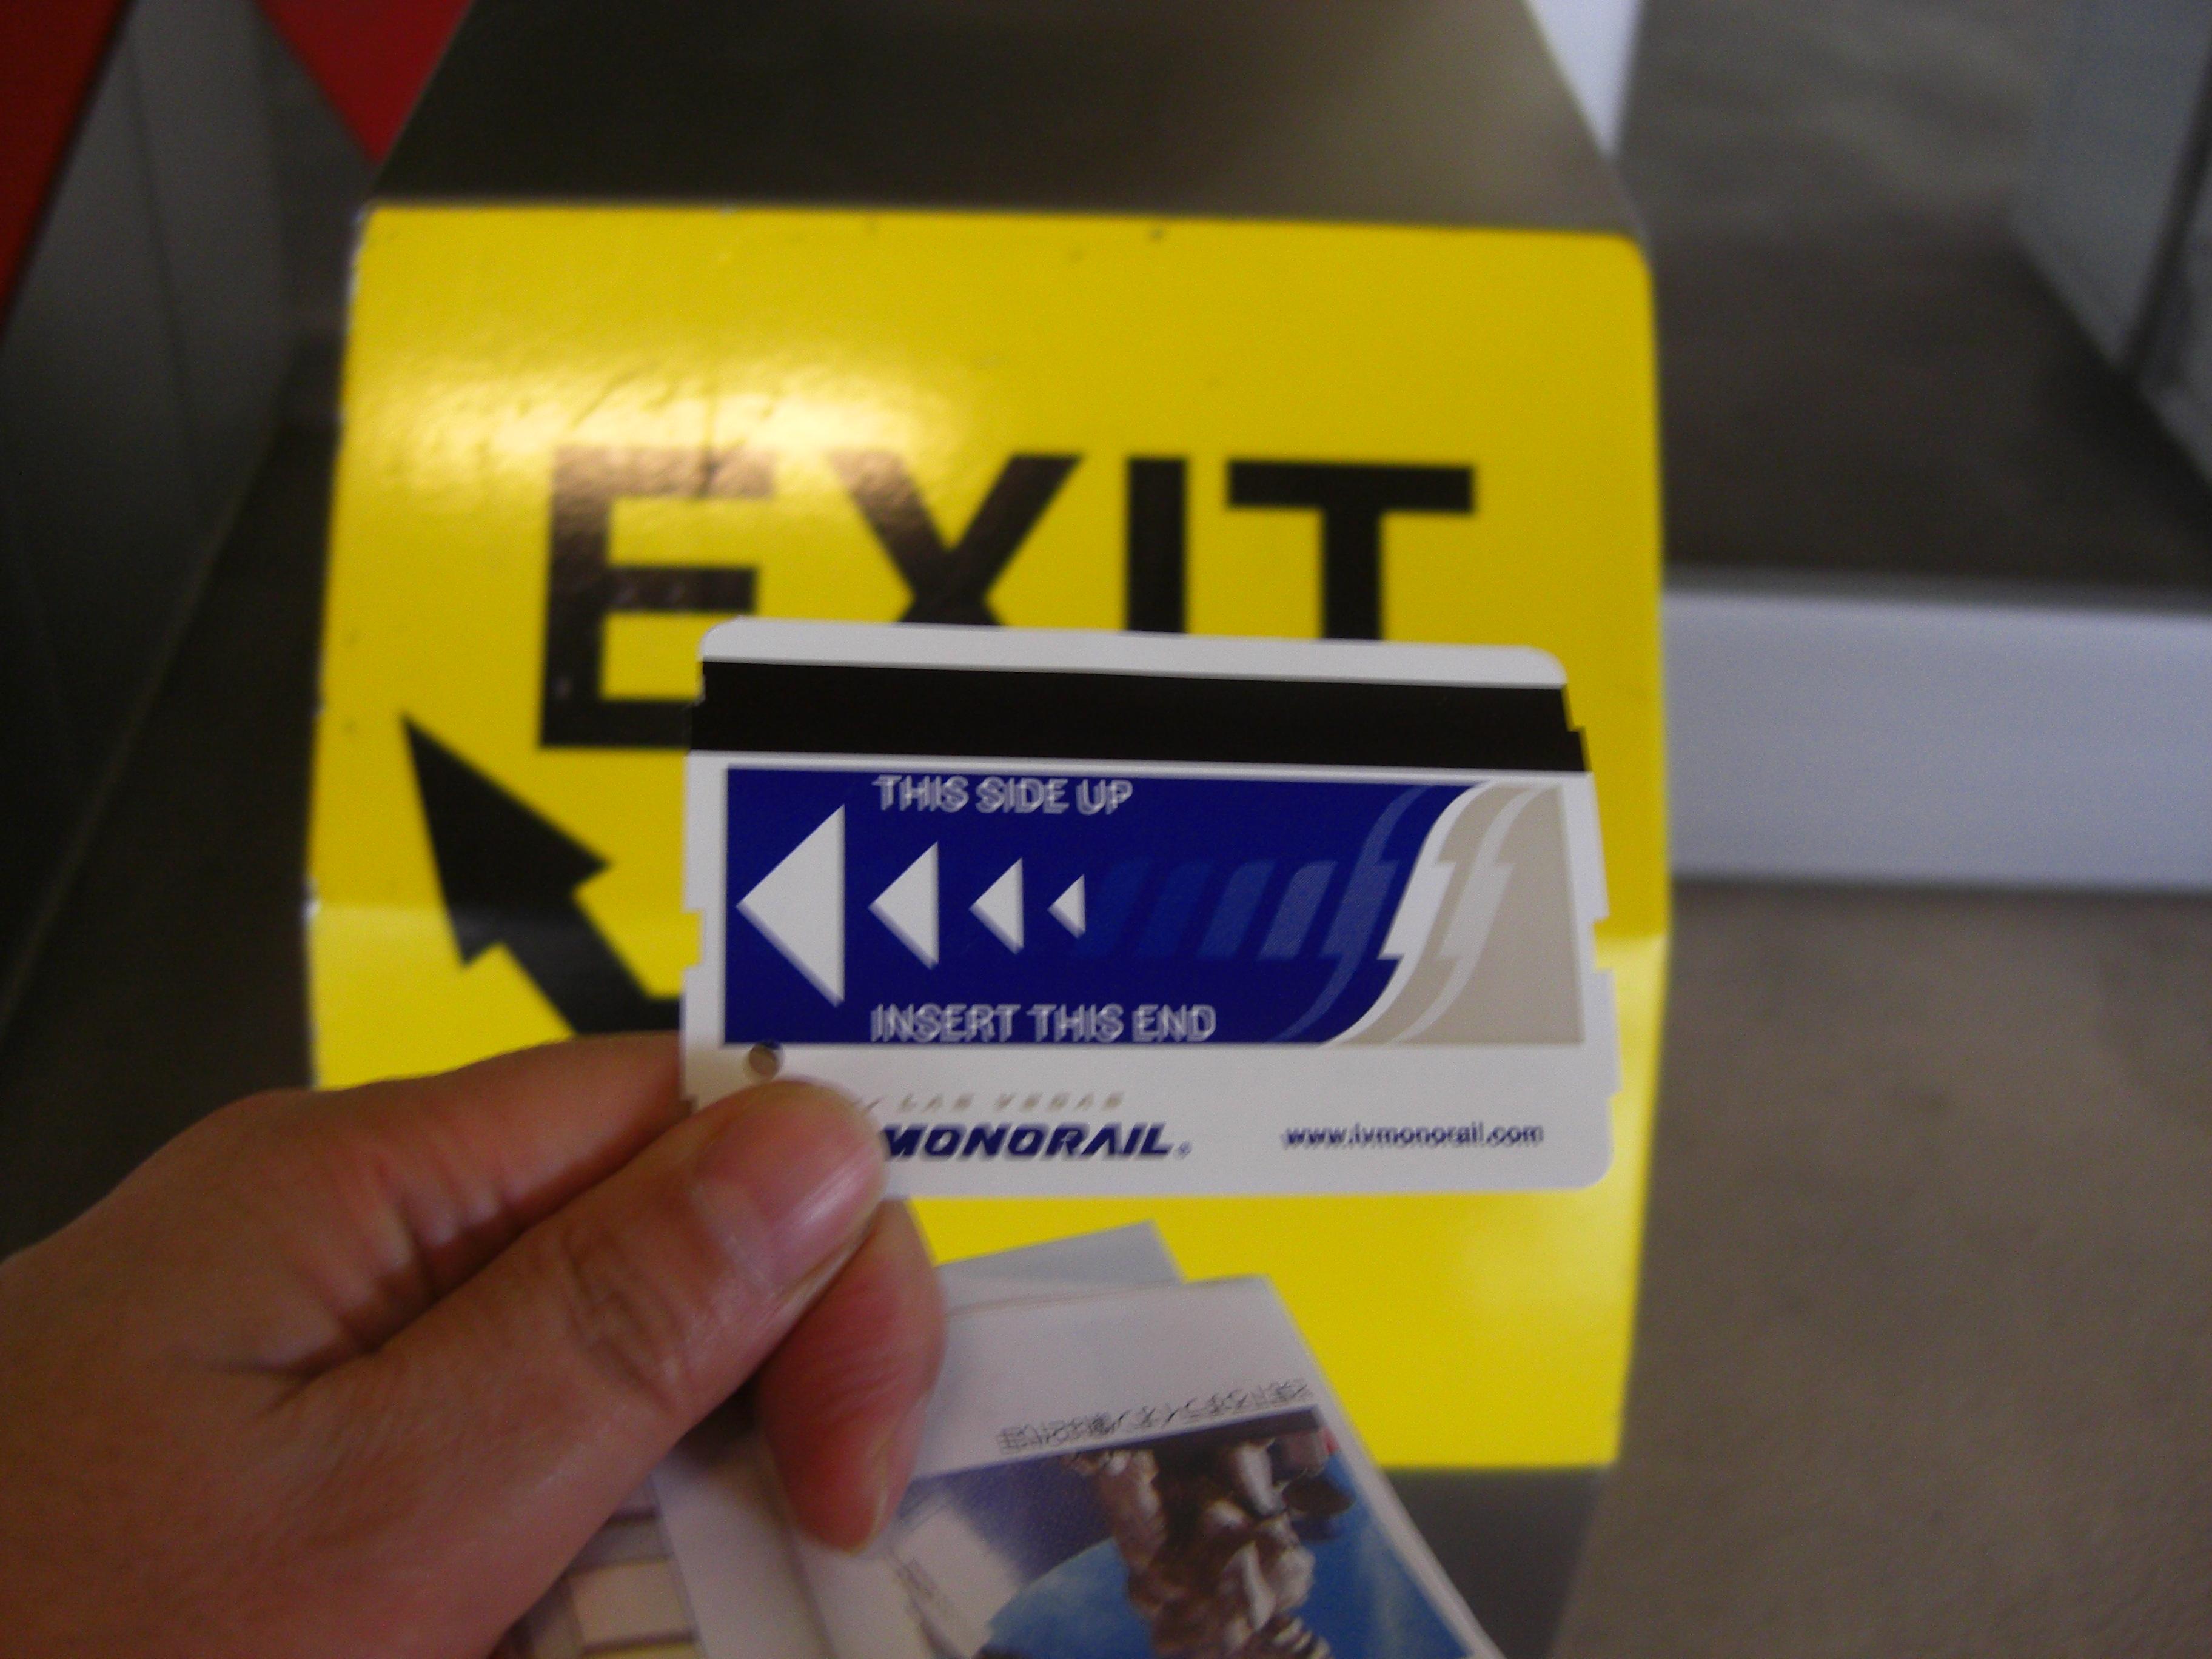 EXIT
THIS SIDE UP
INSERT THIS END
LAS VEGAS
MONORAIL®
www.lvmonorail.com